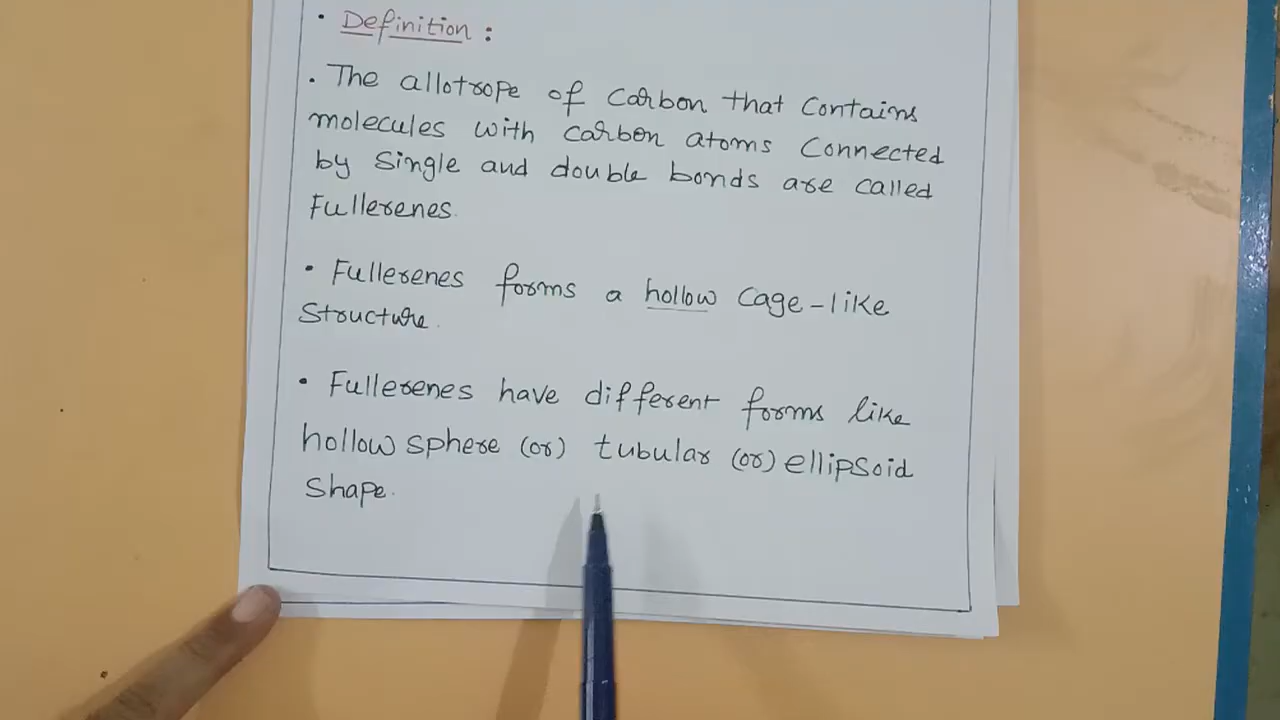 • Definition :
• The allotrope of carbon that contains
molecules with carbon atoms connected
by single and double bonds are called
Fullerenes.
• Fullerenes forms a hollow cage-like
structure.
• Fullerenes have different forms like
hollow sphere (or) tubular (or) ellipsoid
shape.